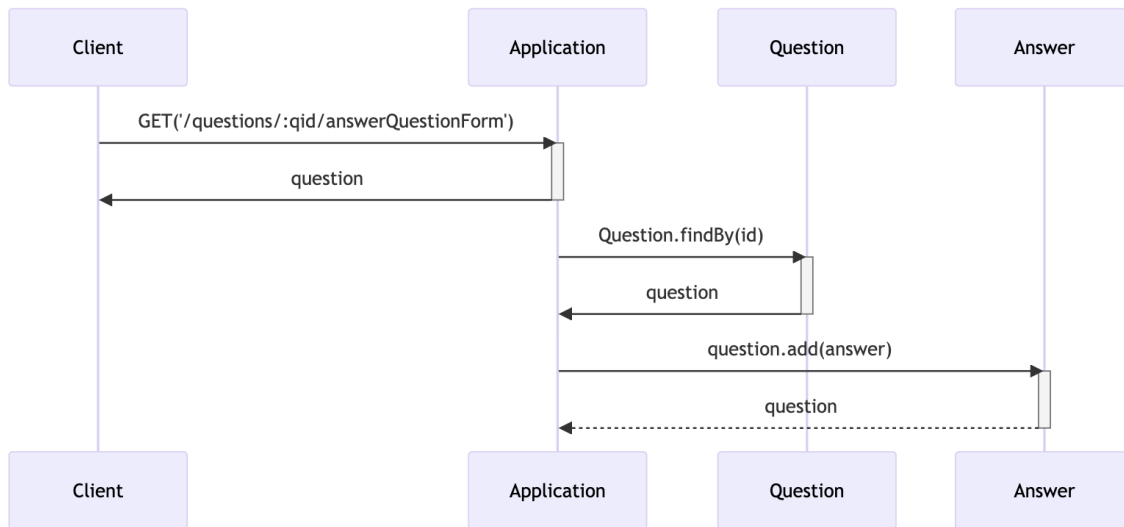 Client Application Question Answer
GET('/questions/:qid/answerQuestionForm')
question
Question.findBy(id)
question
question.add(answer)
question
Client Application Question Answer